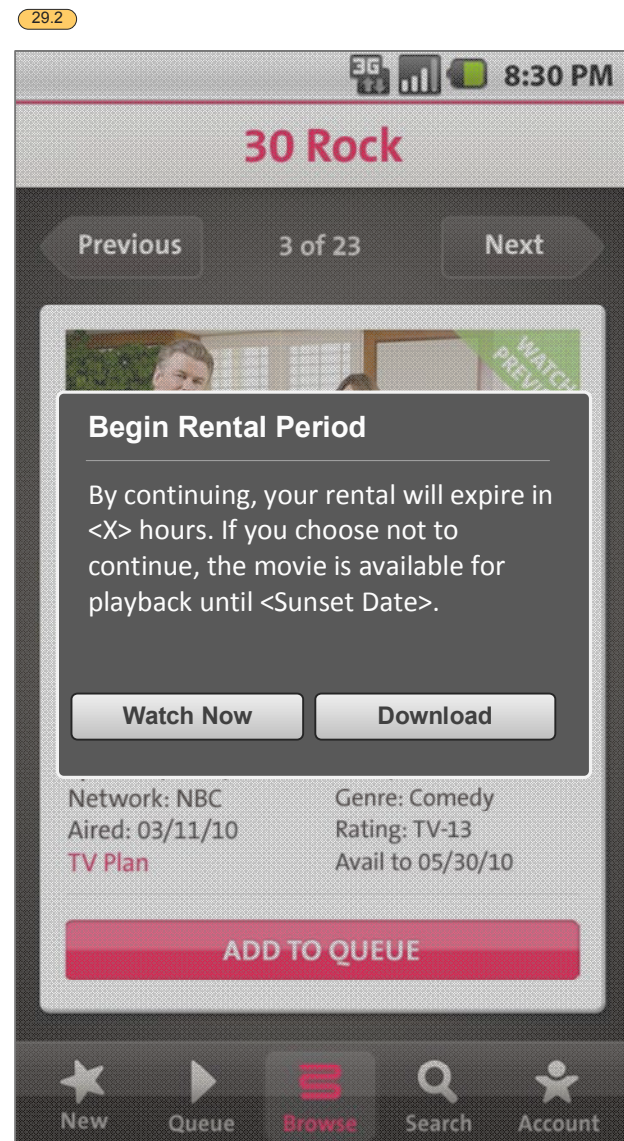 29.2
3G 8:30 PM
30 Rock
Previous 3 of 23 Next
WATCH
Begin Rental Period
By continuing, your rental will expire in
<X> hours. If you choose not to
continue, the movie is available for
playback until <Sunset Date>.
Watch Now Download
Network: NBC Genre: Comedy
Aired: 03/11/10 Rating: TV-13
TV Plan Avail to 05/30/10
ADD TO QUEUE
New Queue Browse Search Account